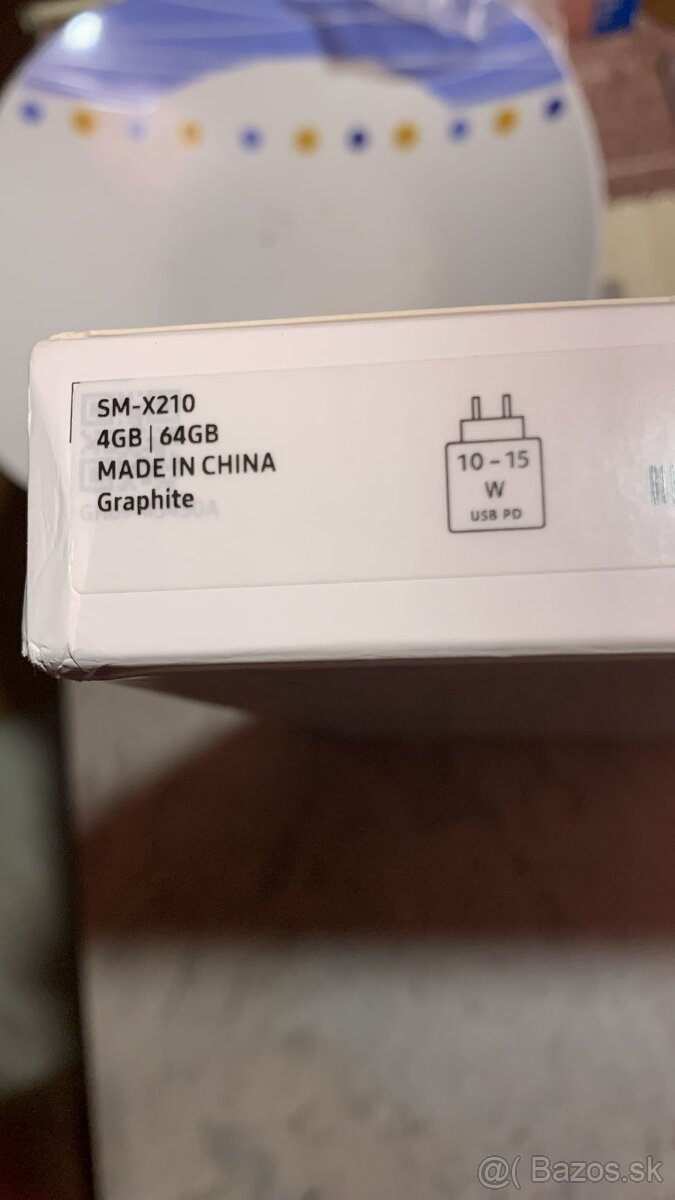 SM-X210
4GB | 64GB
MADE IN CHINA
Graphite
10 – 15
W
USB PD
@( Bazos.sk